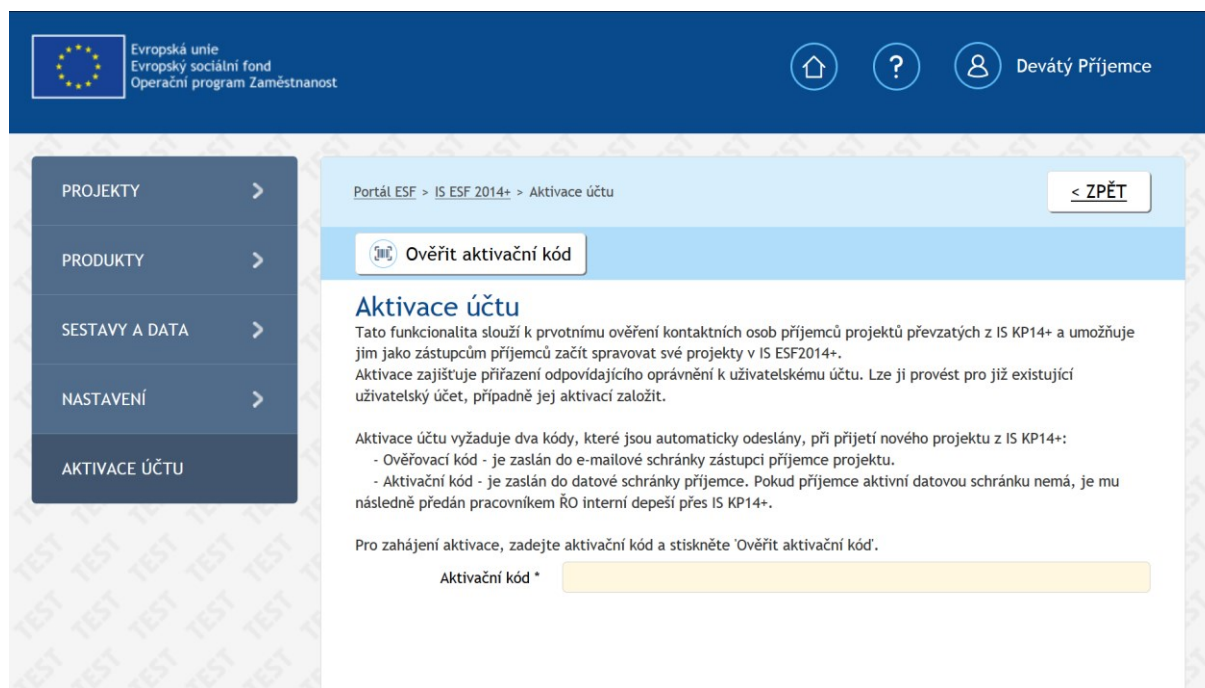 Evropská unie
Evropský sociální fond
Operační program Zaměstnanost
?
Devátý Příjemce
PROJEKTY
PRODUKTY
SESTAVY A DATA
NASTAVENÍ
AKTIVACE ÚČTU
Portál ESF > IS ESF 2014+ > Aktivace účtu
< ZPĚT
Ověřit aktivační kód
Aktivace účtu
Tato funkcionalita slouží k prvotnímu ověření kontaktních osob příjemců projektů převzatých z IS KP14+ a umožňuje
jim jako zástupcům příjemců začít spravovat své projekty v IS ESF2014+.
Aktivace zajišťuje přiřazení odpovídajícího oprávnění k uživatelskému účtu. Lze ji provést pro již existující
uživatelský účet, případně jej aktivací založit.
Aktivace účtu vyžaduje dva kódy, které jsou automaticky odeslány, při přijetí nového projektu z IS KP14+:
- Ověřovací kód - je zaslán do e-mailové schránky zástupci příjemce projektu.
- Aktivační kód - je zaslán do datové schránky příjemce. Pokud příjemce aktivní datovou schránku nemá, je mu
následně předán pracovníkem ŘO interní depeší přes IS KP14+.
Pro zahájení aktivace, zadejte aktivační kód a stiskněte 'Ověřit aktivační kód'.
Aktivační kód *
TEST